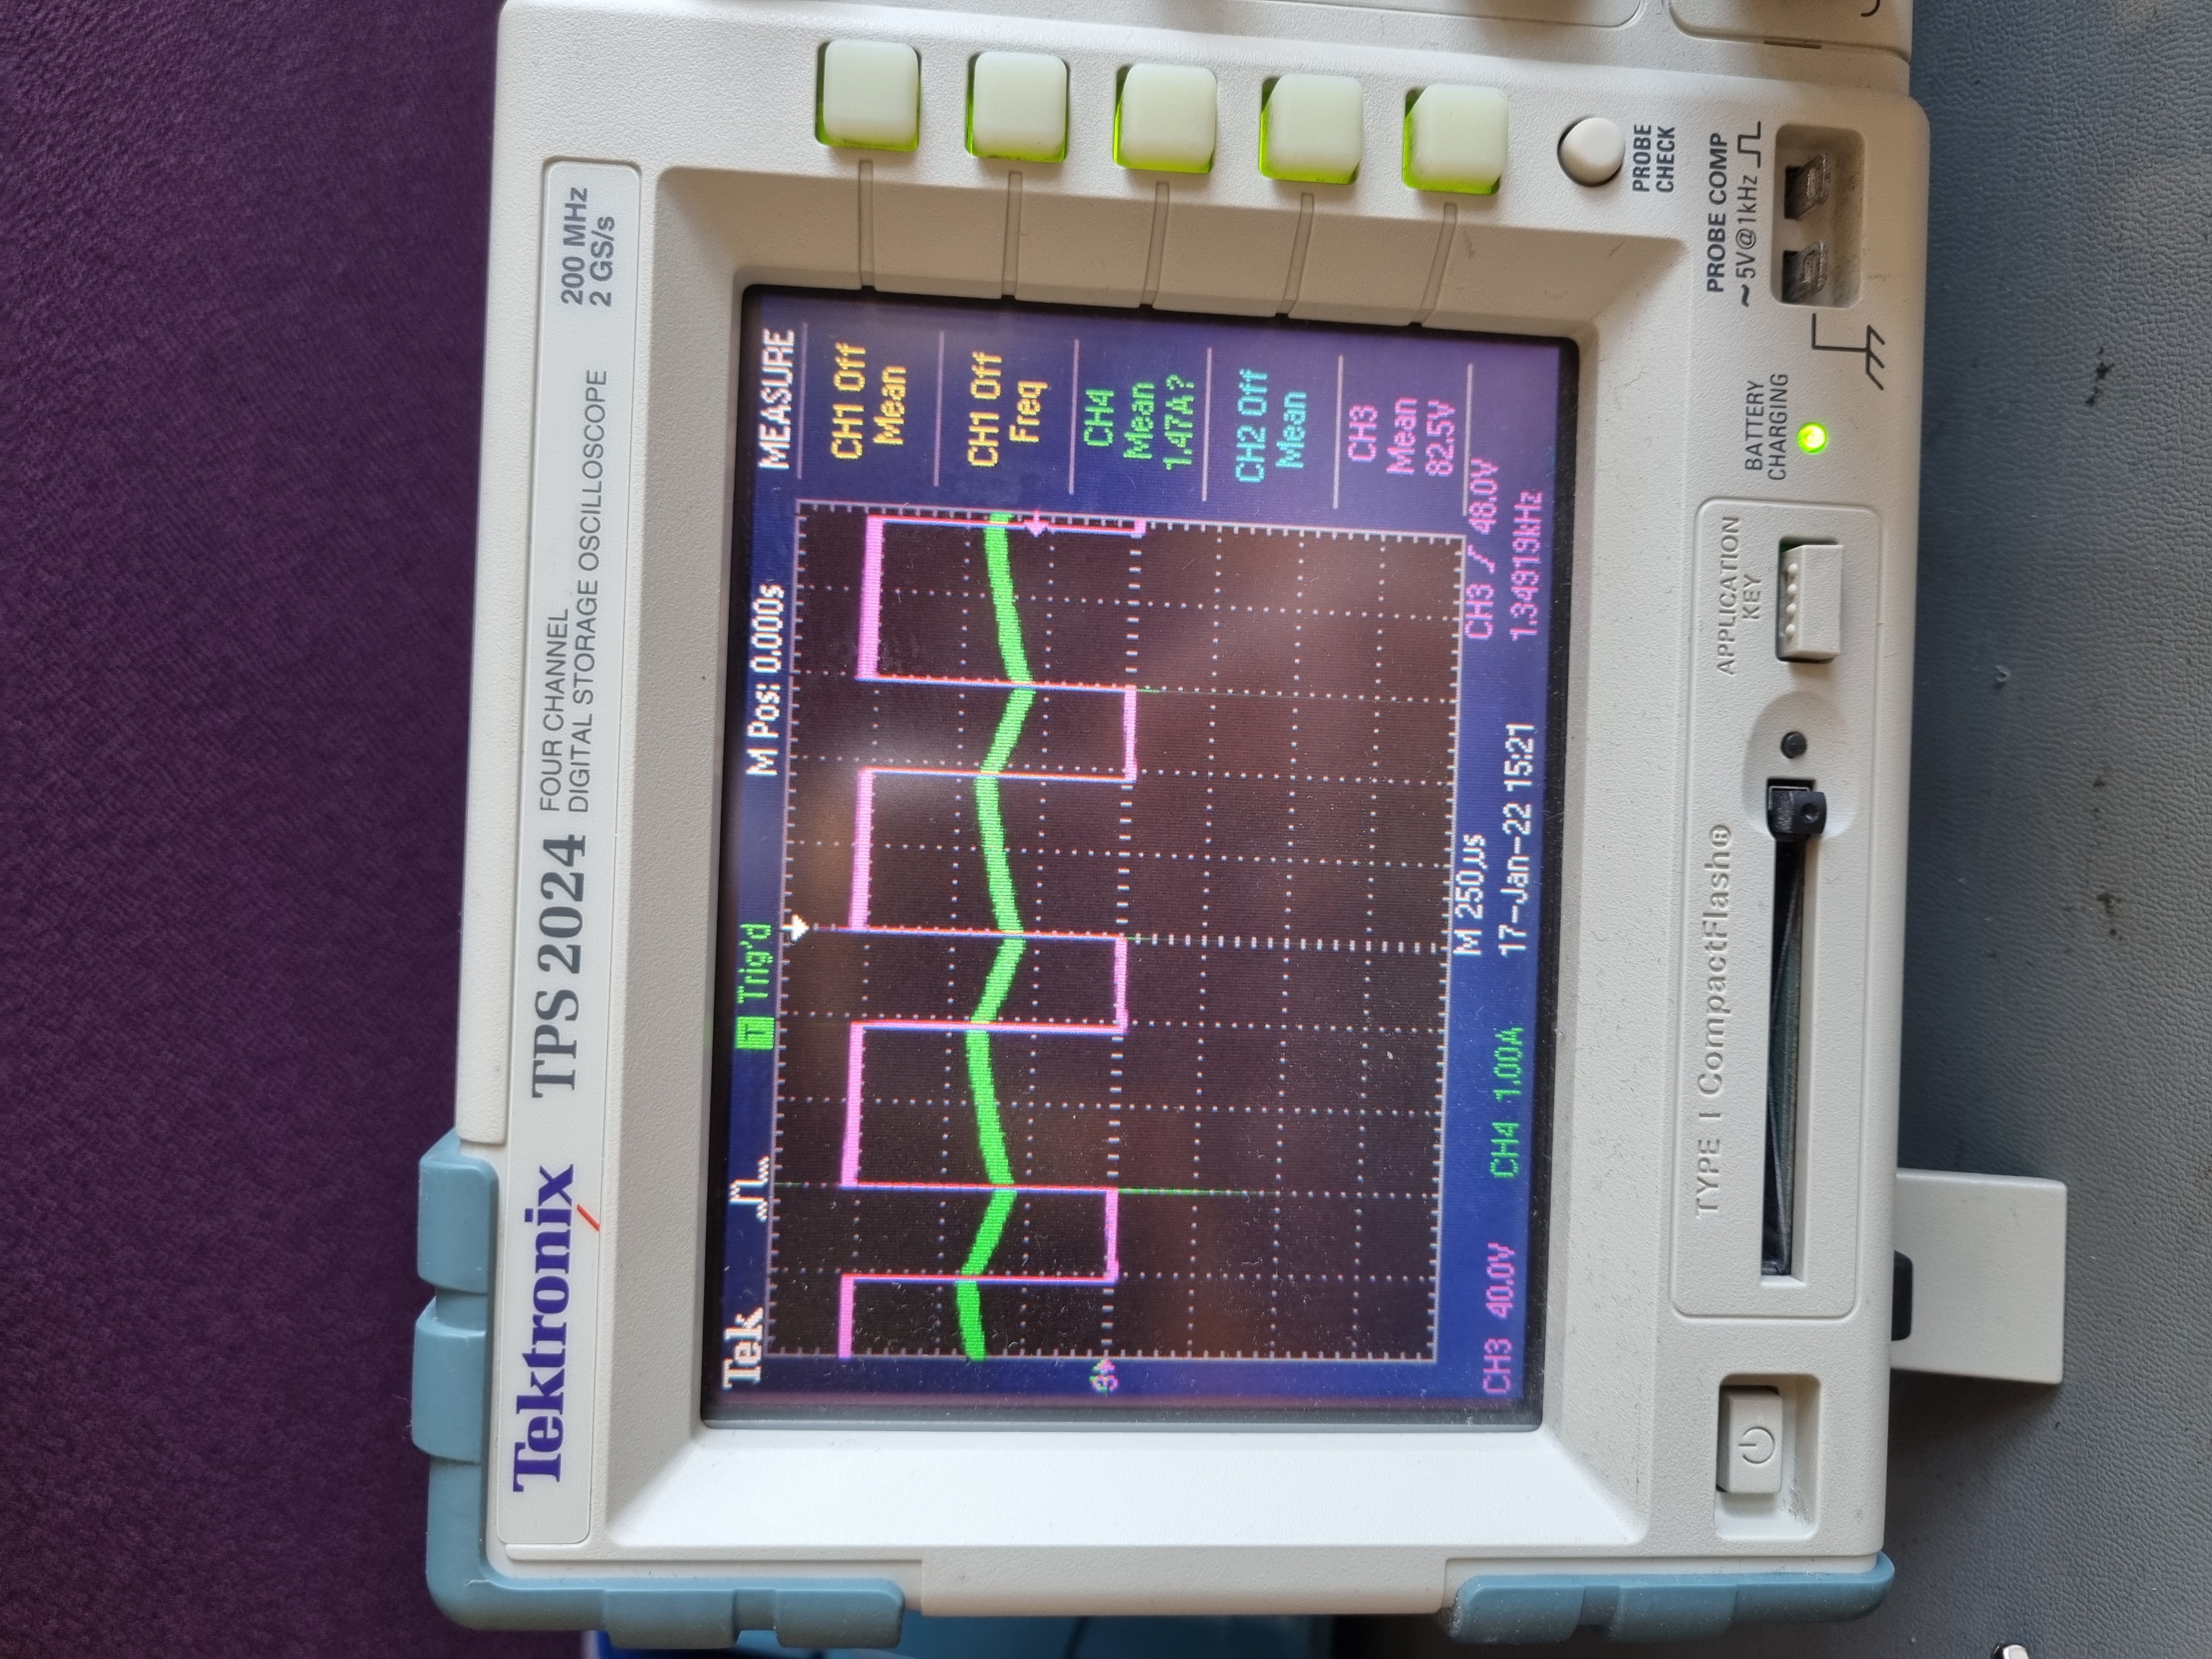 Tektronix TPS 2024 FOUR CHANNEL
DIGITAL STORAGE OSCILLOSCOPE
200 MHz
2 GS/s
Tek T Trig'd M Pos: 0.000s MEASURE
CH1 Off
Mean
CH1 Off
Freq
CH4
Mean
1.47A?
CH2 Off
Mean
CH3
Mean
82.5V
3
CH3 40.0V CH4 1.00A M 250µs CH3 48.0V
17-Jan-22 15:21 1.34919kHz
PROBE
CHECK
TYPE I CompactFlash®
APPLICATION
KEY
BATTERY
CHARGING
PROBE COMP
~5V@1kHz